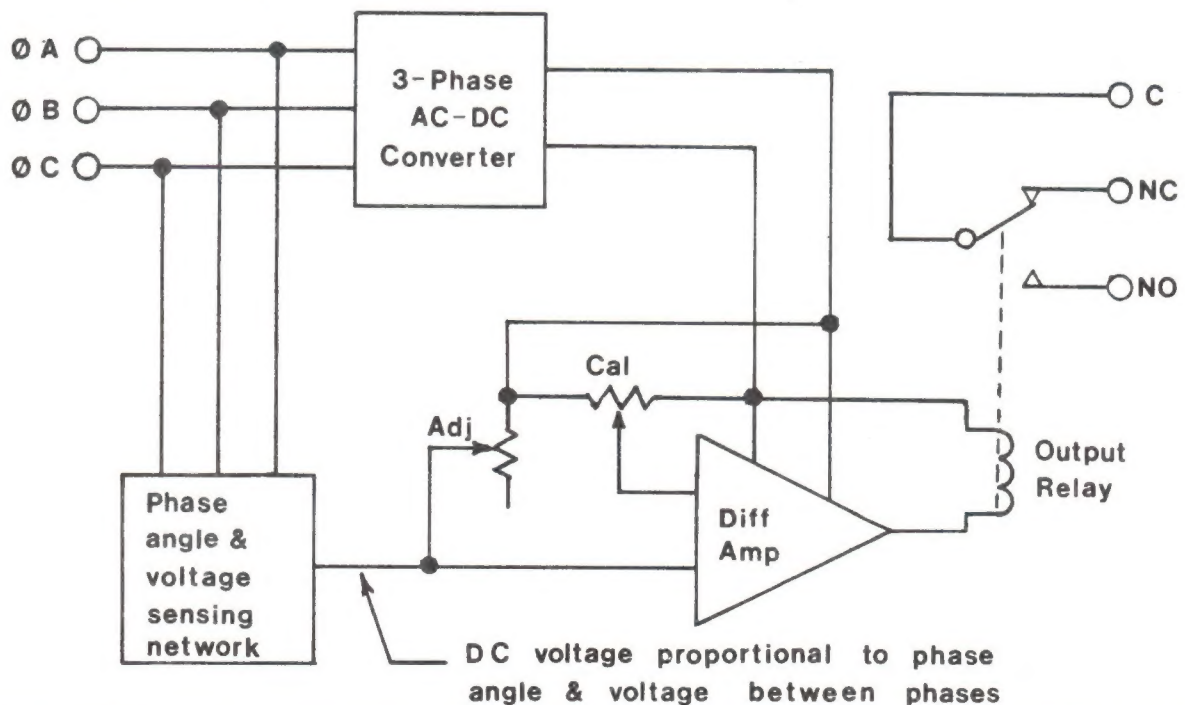 Ø A
Ø B
Ø C
3-Phase
AC-DC
Converter
C
NC
NO
Cal
Adj
Output
Relay
Diff
Amp
Phase
angle &
voltage
sensing
network
DC voltage proportional to phase
angle & voltage between phases